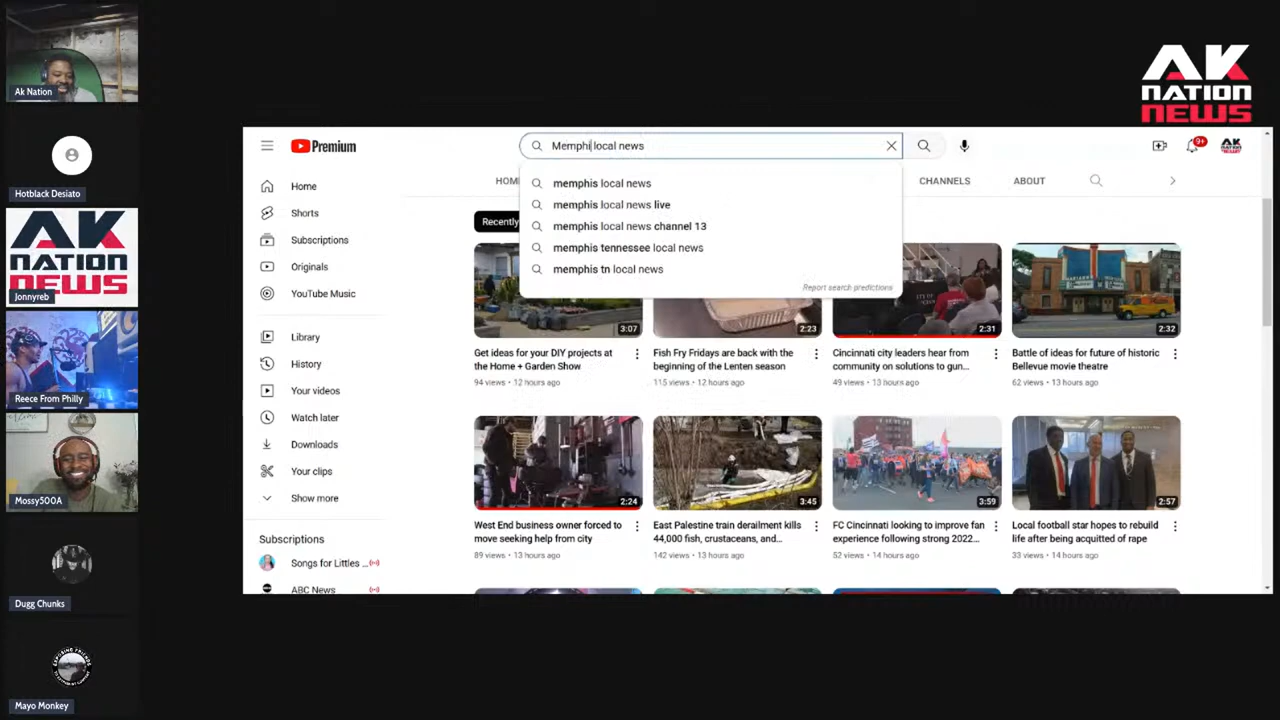 Ak Nation
Hotblack Desiato
AK
NATION
NEWS
Jonnyreb
Reece From Philly
Mossy500A
Dugg Chunks
Mayo Monkey
AK
NATION
NEWS
Premium
Memphi local news
9+
HOM
CHANNELS
ABOUT
memphis local news
memphis local news live
memphis local news channel 13
memphis tennessee local news
memphis tn local news
Report search predictions
Home
Shorts
Subscriptions
Originals
YouTube Music
Library
History
Your videos
Watch later
Downloads
Your clips
Show more
Subscriptions
Songs for Littles ...
ABC News
Recently
3:07
2:23
2:31
2:32
Get ideas for your DIY projects at
the Home + Garden Show
94 views • 12 hours ago
Fish Fry Fridays are back with the
beginning of the Lenten season
115 views • 12 hours ago
Cincinnati city leaders hear from
community on solutions to gun...
49 views • 13 hours ago
Battle of ideas for future of historic
Bellevue movie theatre
62 views • 13 hours ago
2:24
3:45
3:59
2:57
West End business owner forced to
move seeking help from city
89 views • 13 hours ago
East Palestine train derailment kills
44,000 fish, crustaceans, and...
142 views • 13 hours ago
FC Cincinnati looking to improve fan
experience following strong 2022...
52 views • 14 hours ago
Local football star hopes to rebuild
life after being acquitted of rape
33 views • 14 hours ago